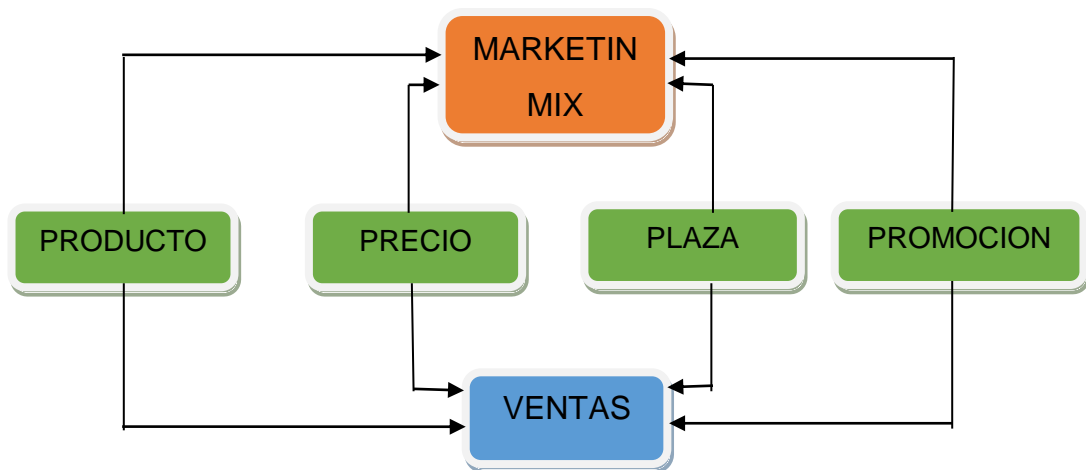 MARKETIN
MIX
PRODUCTO
PRECIO
PLAZA
PROMOCION
VENTAS